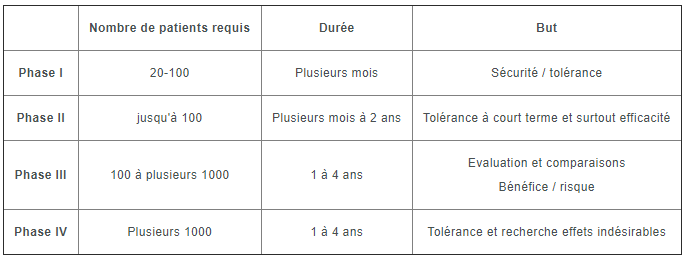 Nombre de patients requis Durée But
Phase I 20-100 Plusieurs mois Sécurité / tolérance
Phase II jusqu'à 100 Plusieurs mois à 2 ans Tolérance à court terme et surtout efficacité
Phase III 100 à plusieurs 1000 1 à 4 ans Evaluation et comparaisons
Bénéfice / risque
Phase IV Plusieurs 1000 1 à 4 ans Tolérance et recherche effets indésirables